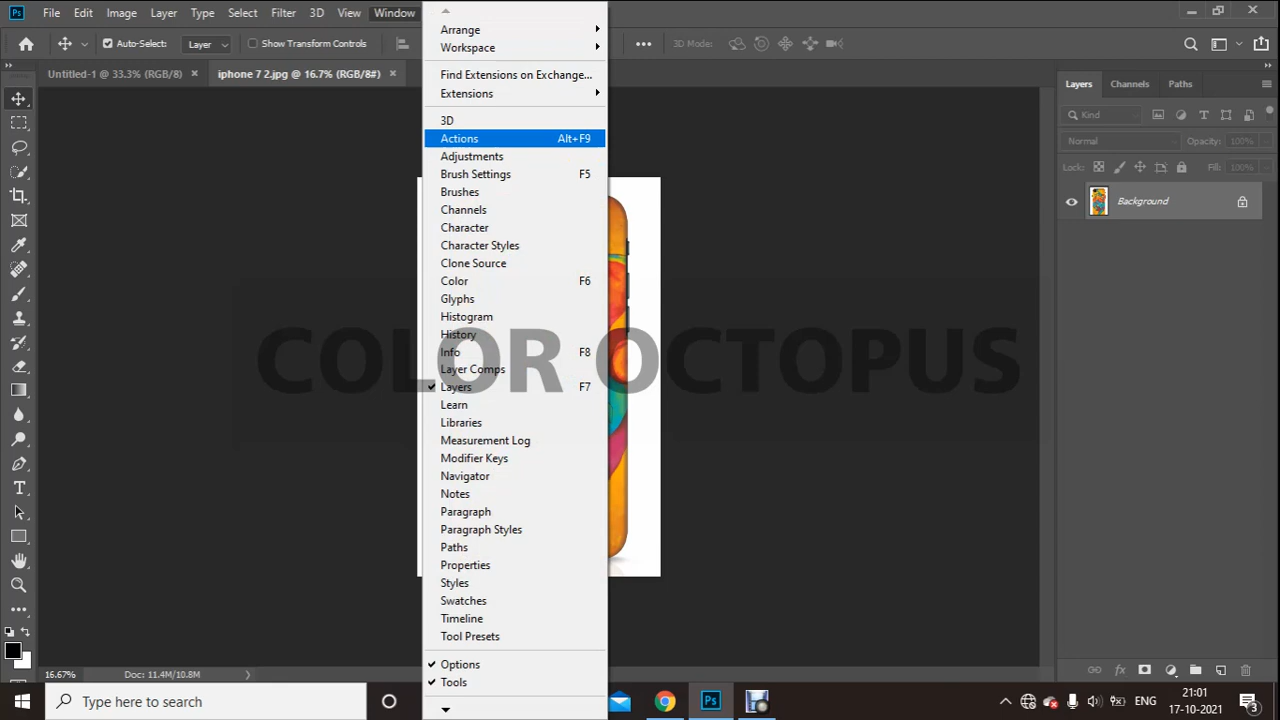 Ps File Edit Image Layer Type Select Filter 3D View Window
Auto-Select: Layer Show Transform Controls 3D Mode:
Untitled-1 @ 33.3% (RGB/8) × iphone 7 2.jpg @ 16.7% (RGB/8#) ×
Arrange
Workspace
Find Extensions on Exchange...
Extensions
3D
Actions Alt+F9
Adjustments
Brush Settings F5
Brushes
Channels
Character
Character Styles
Clone Source
Color F6
Glyphs
Histogram
History
Info F8
Layer Comps
Layers F7
Learn
Libraries
Measurement Log
Modifier Keys
Navigator
Notes
Paragraph
Paragraph Styles
Paths
Properties
Styles
Swatches
Timeline
Tool Presets
Options
Tools
COLOR OCTOPUS
Layers Channels Paths
Kind
Normal Opacity: 100%
Lock: Fill: 100%
Background
16.67% Doc: 11.4M/10.8M
Type here to search
Ps
ENG
21:01
17-10-2021
3